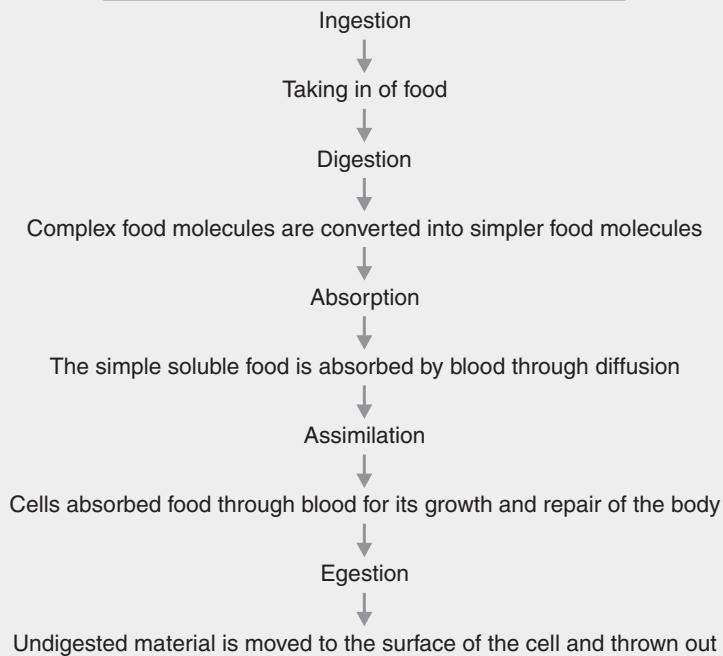 Ingestion
Taking in of food
Digestion
Complex food molecules are converted into simpler food molecules
Absorption
The simple soluble food is absorbed by blood through diffusion
Assimilation
Cells absorbed food through blood for its growth and repair of the body
Egestion
Undigested material is moved to the surface of the cell and thrown out